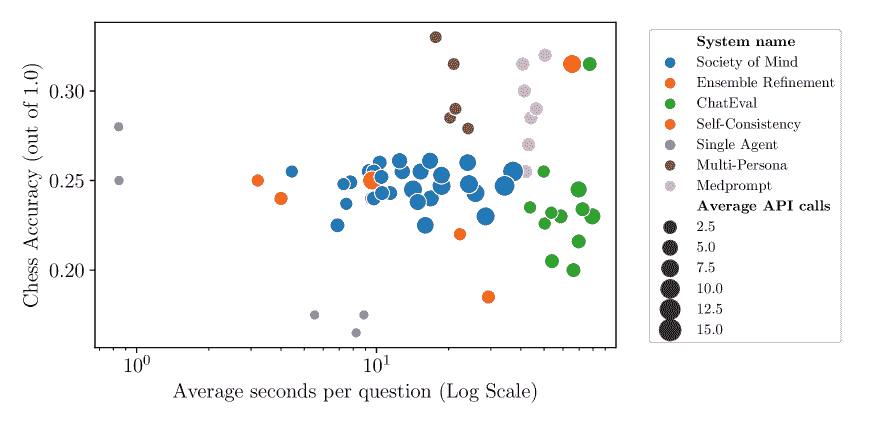 0.30
0.25
0.20
Chess Accuracy (out of 1.0)
10^0
10^1
Average seconds per question (Log Scale)
System name
Society of Mind
Ensemble Refinement
ChatEval
Self-Consistency
Single Agent
Multi-Persona
Medprompt
Average API calls
2.5
5.0
7.5
10.0
12.5
15.0